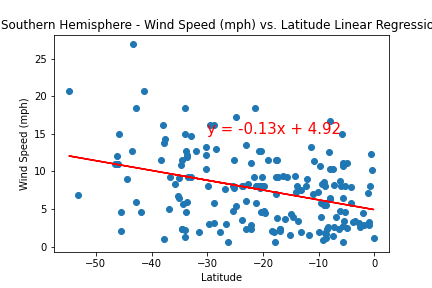 Southern Hemisphere - Wind Speed (mph) vs. Latitude Linear Regressio
25
20
15
10
5
0
Wind Speed (mph)
y = -0.13x + 4.92
−50 −40 −30 −20 −10 0
Latitude